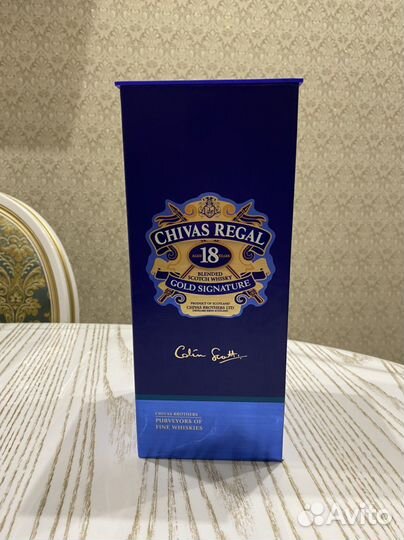 CHIVAS REGAL
AGED 18 YEARS
BLENDED
SCOTCH WHISKY
GOLD SIGNATURE
PRODUCT OF SCOTLAND
CHIVAS BROTHERS LTD
Colin Scott
CHIVAS BROTHERS
PURVEYORS OF
FINE WHISKIES
Avito